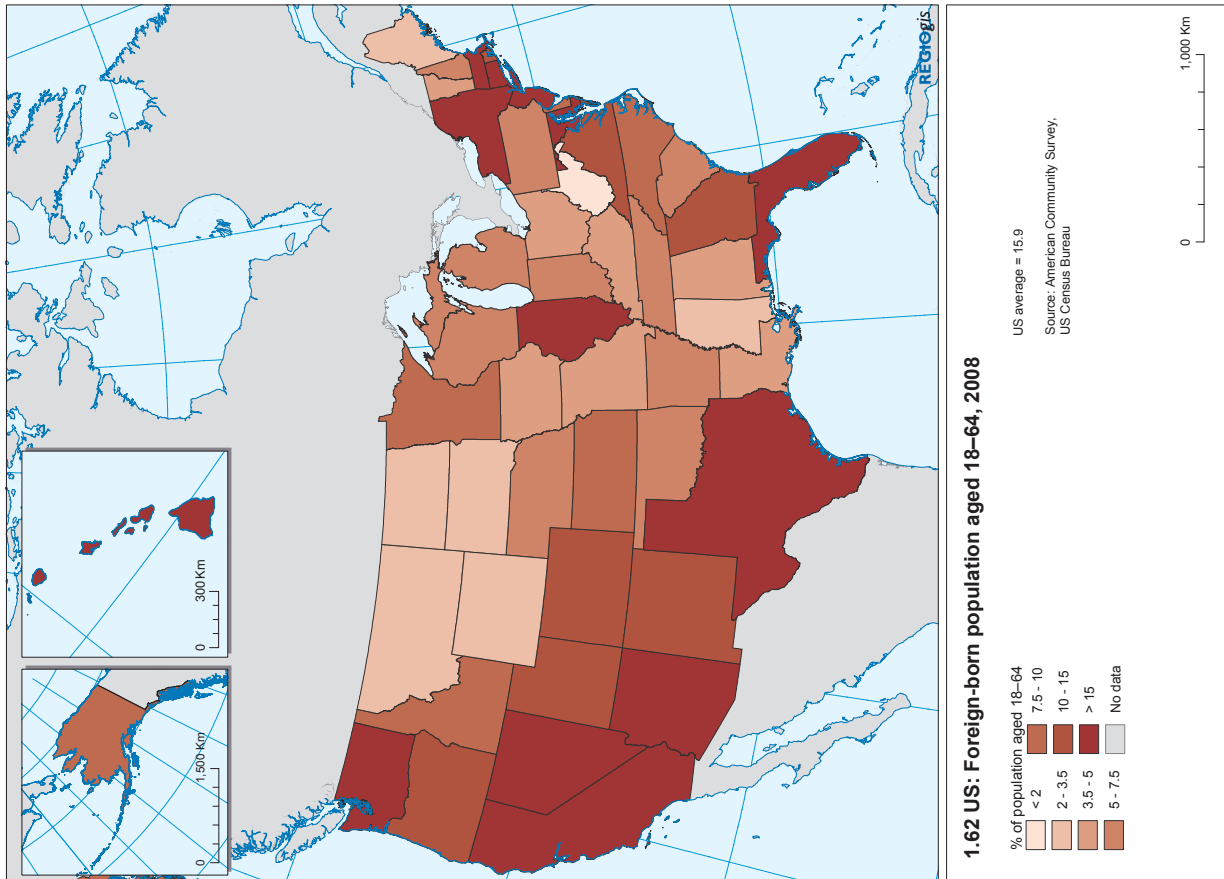 1,500 Km
0
300 Km
0
REGIOgis
1.62 US: Foreign-born population aged 18–64, 2008
% of population aged 18–64
< 2
2 - 3.5
3.5 - 5
5 - 7.5
7.5 - 10
10 - 15
> 15
No data
US average = 15.9
Source: American Community Survey,
US Census Bureau
0
1,000 Km